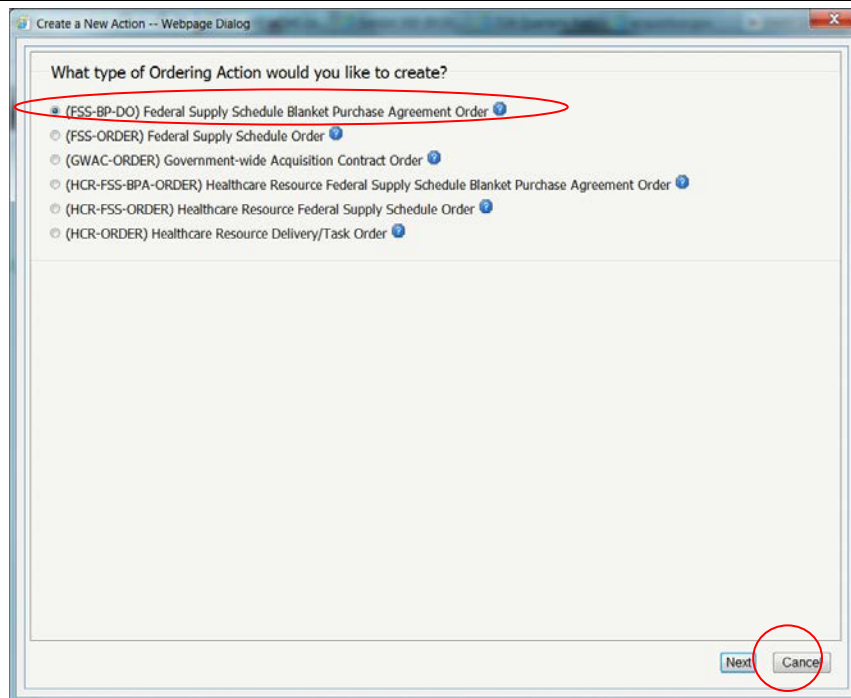 Create a New Action -- Webpage Dialog
What type of Ordering Action would you like to create?
(FSS-BP-DO) Federal Supply Schedule Blanket Purchase Agreement Order
(FSS-ORDER) Federal Supply Schedule Order
(GWAC-ORDER) Government-wide Acquisition Contract Order
(HCR-FSS-BPA-ORDER) Healthcare Resource Federal Supply Schedule Blanket Purchase Agreement Order
(HCR-FSS-ORDER) Healthcare Resource Federal Supply Schedule Order
(HCR-ORDER) Healthcare Resource Delivery/Task Order
Next Cancel